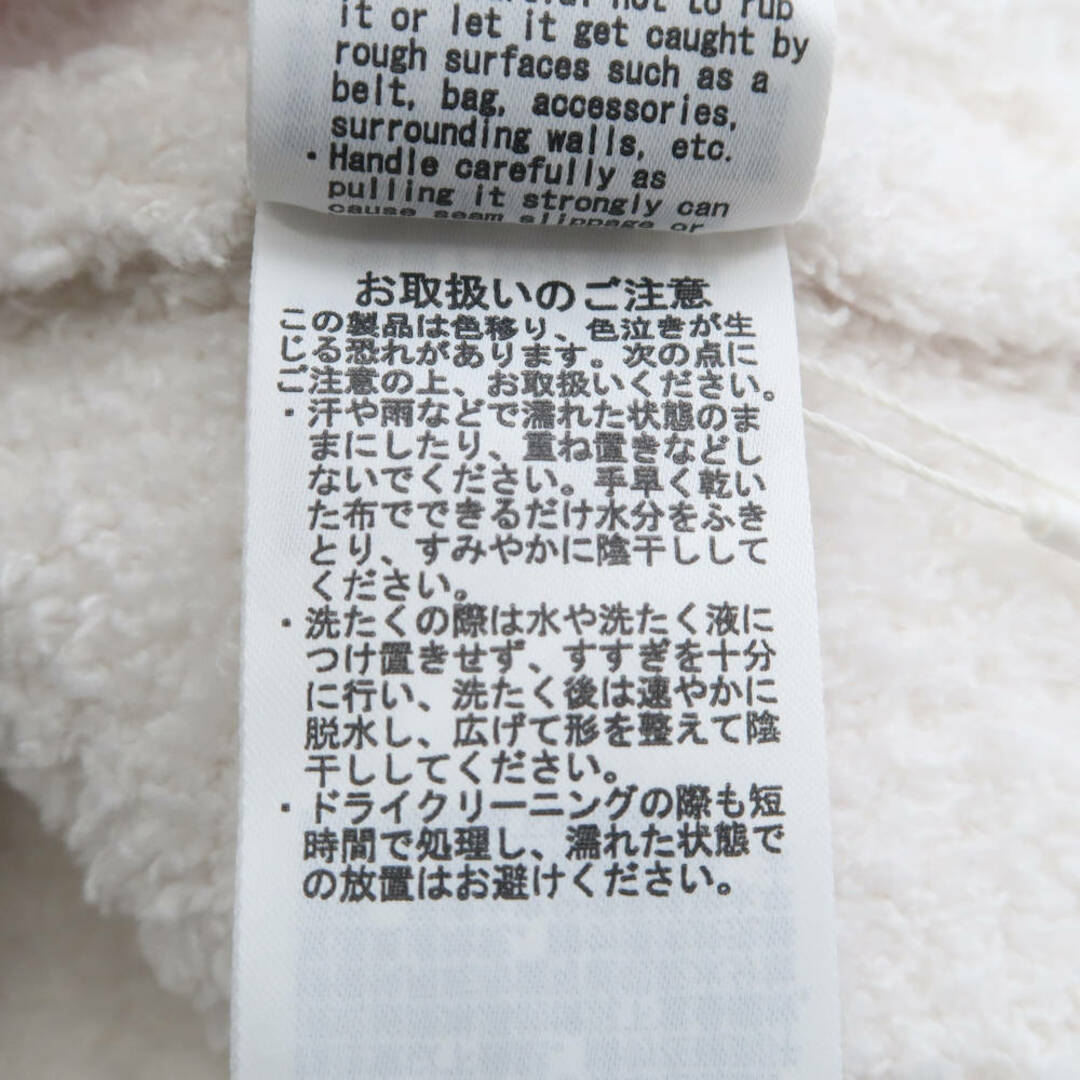 not to rub
it or let it get caught by
rough surfaces such as a
belt, bag, accessories,
surrounding walls, etc.
・Handle carefully as
pulling it strongly can
cause seam slippage or
お取扱いのご注意
この製品は色移り、色泣きが生
じる恐れがあります。次の点に
ご注意の上、お取扱いください。
・汗や雨などで濡れた状態のま
まにしたり、重ね置きなどし
ないでください。手早く乾い
た布でできるだけ水分をふき
とり、すみやかに陰干しして
ください。
・洗たくの際は水や洗たく液に
つけ置きせず、すすぎを十分
に行い、洗たく後は速やかに
脱水し、広げて形を整えて陰
干ししてください。
・ドライクリーニングの際も短
時間で処理し、濡れた状態で
の放置はお避けください。